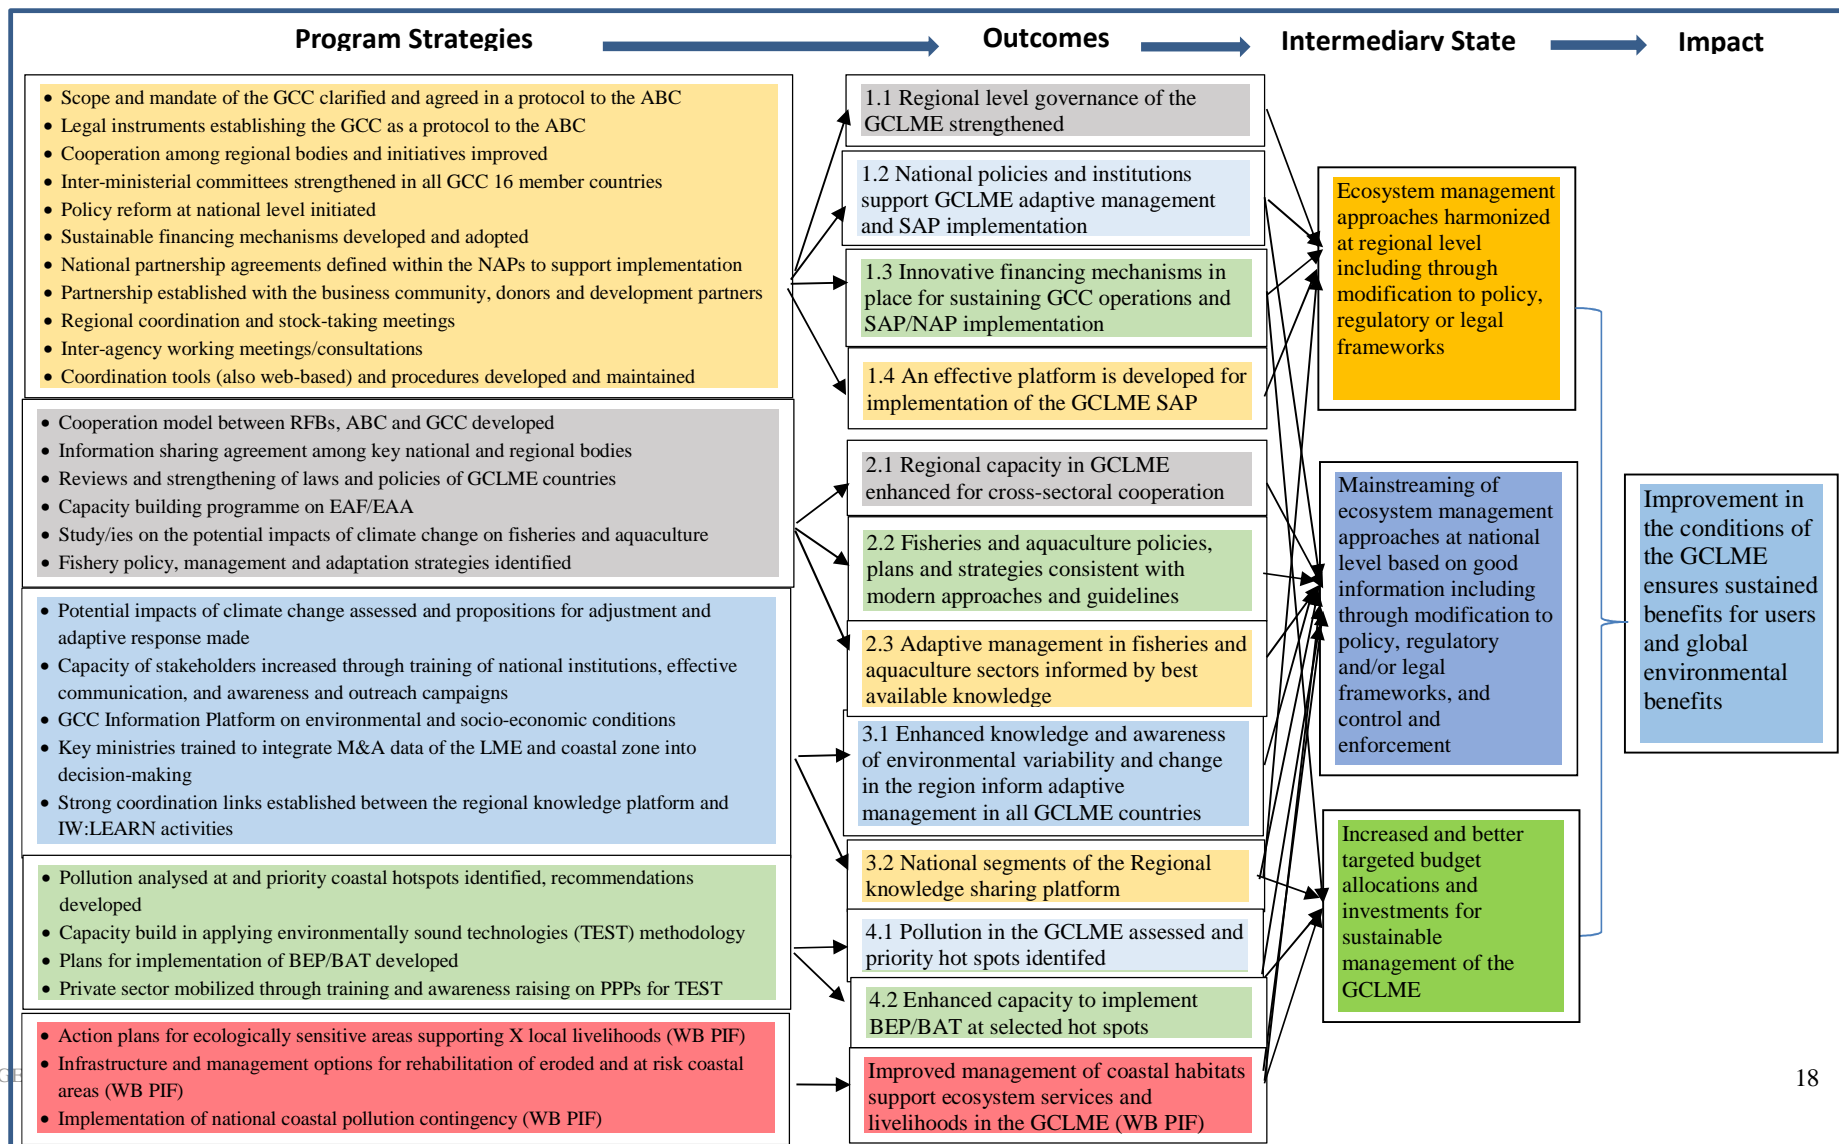 Program Strategies
Outcomes
Intermediary State
Impact
• Scope and mandate of the GCC clarified and agreed in a protocol to the ABC
• Legal instruments establishing the GCC as a protocol to the ABC
• Cooperation among regional bodies and initiatives improved
• Inter-ministerial committees strengthened in all GCC 16 member countries
• Policy reform at national level initiated
• Sustainable financing mechanisms developed and adopted
• National partnership agreements defined within the NAPs to support implementation
• Partnership established with the business community, donors and development partners
• Regional coordination and stock-taking meetings
• Inter-agency working meetings/consultations
• Coordination tools (also web-based) and procedures developed and maintained
• Cooperation model between RFBs, ABC and GCC developed
• Information sharing agreement among key national and regional bodies
• Reviews and strengthening of laws and policies of GCLME countries
• Capacity building programme on EAF/EAA
• Study/ies on the potential impacts of climate change on fisheries and aquaculture
• Fishery policy, management and adaptation strategies identified
• Potential impacts of climate change assessed and propositions for adjustment and
adaptive response made
• Capacity of stakeholders increased through training of national institutions, effective
communication, and awareness and outreach campaigns
• GCC Information Platform on environmental and socio-economic conditions
• Key ministries trained to integrate M&A data of the LME and coastal zone into
decision-making
• Strong coordination links established between the regional knowledge platform and
IW:LEARN activities
• Pollution analysed at and priority coastal hotspots identified, recommendations
developed
• Capacity build in applying environmentally sound technologies (TEST) methodology
• Plans for implementation of BEP/BAT developed
• Private sector mobilized through training and awareness raising on PPPs for TEST
• Action plans for ecologically sensitive areas supporting X local livelihoods (WB PIF)
• Infrastructure and management options for rehabilitation of eroded and at risk coastal
areas (WB PIF)
• Implementation of national coastal pollution contingency (WB PIF)
1.1 Regional level governance of the
GCLME strengthened
1.2 National policies and institutions
support GCLME adaptive management
and SAP implementation
1.3 Innovative financing mechanisms in
place for sustaining GCC operations and
SAP/NAP implementation
1.4 An effective platform is developed for
implementation of the GCLME SAP
2.1 Regional capacity in GCLME
enhanced for cross-sectoral cooperation
2.2 Fisheries and aquaculture policies,
plans and strategies consistent with
modern approaches and guidelines
2.3 Adaptive management in fisheries and
aquaculture sectors informed by best
available knowledge
3.1 Enhanced knowledge and awareness
of environmental variability and change
in the region inform adaptive
management in all GCLME countries
3.2 National segments of the Regional
knowledge sharing platform
4.1 Pollution in the GCLME assessed and
priority hot spots identifed
4.2 Enhanced capacity to implement
BEP/BAT at selected hot spots
Improved management of coastal habitats
support ecosystem services and
livelihoods in the GCLME (WB PIF)
Ecosystem management
approaches harmonized
at regional level
including through
modification to policy,
regulatory or legal
frameworks
Mainstreaming of
ecosystem management
approaches at national
level based on good
information including
through modification to
policy, regulatory
and/or legal
frameworks, and
control and
enforcement
Increased and better
targeted budget
allocations and
investments for
sustainable
management of the
GCLME
Improvement in
the conditions of
the GCLME
ensures sustained
benefits for users
and global
environmental
benefits
18